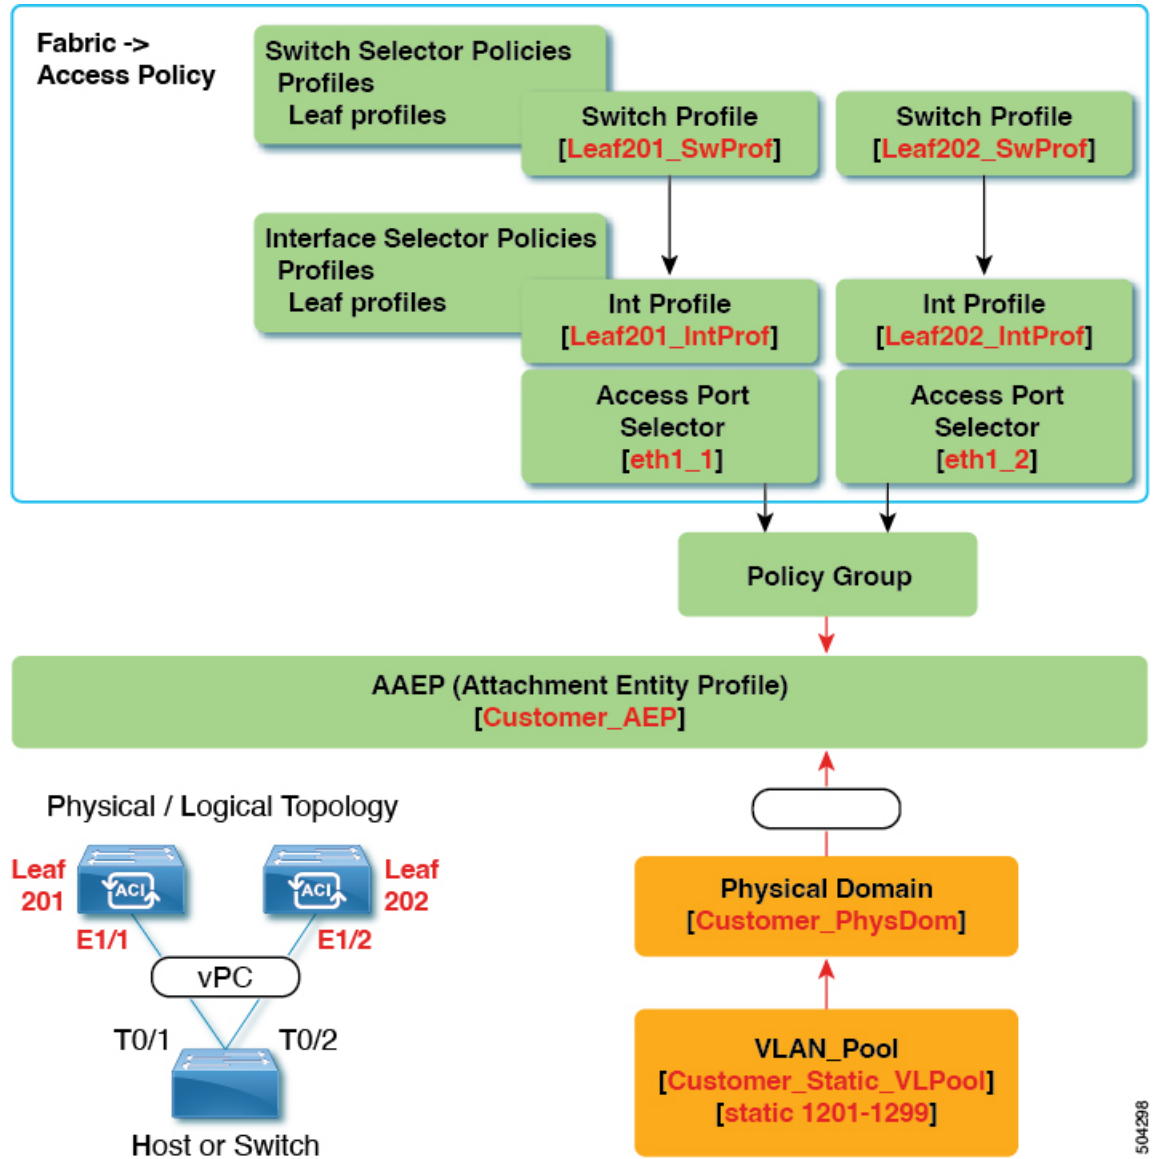 Fabric ->
Access Policy
Switch Selector Policies
Profiles
Leaf profiles
Switch Profile
[Leaf201_SwProf]
Switch Profile
[Leaf202_SwProf]
Interface Selector Policies
Profiles
Leaf profiles
Int Profile
[Leaf201_IntProf]
Int Profile
[Leaf202_IntProf]
Access Port
Selector
[eth1_1]
Access Port
Selector
[eth1_2]
Policy Group
AAEP (Attachment Entity Profile)
[Customer_AEP]
Physical / Logical Topology
Leaf
201
ACI
ACI
Leaf
202
E1/1
E1/2
vPC
T0/1
T0/2
Host or Switch
Physical Domain
[Customer_PhysDom]
VLAN_Pool
[Customer_Static_VLPool]
[static 1201-1299]
504298